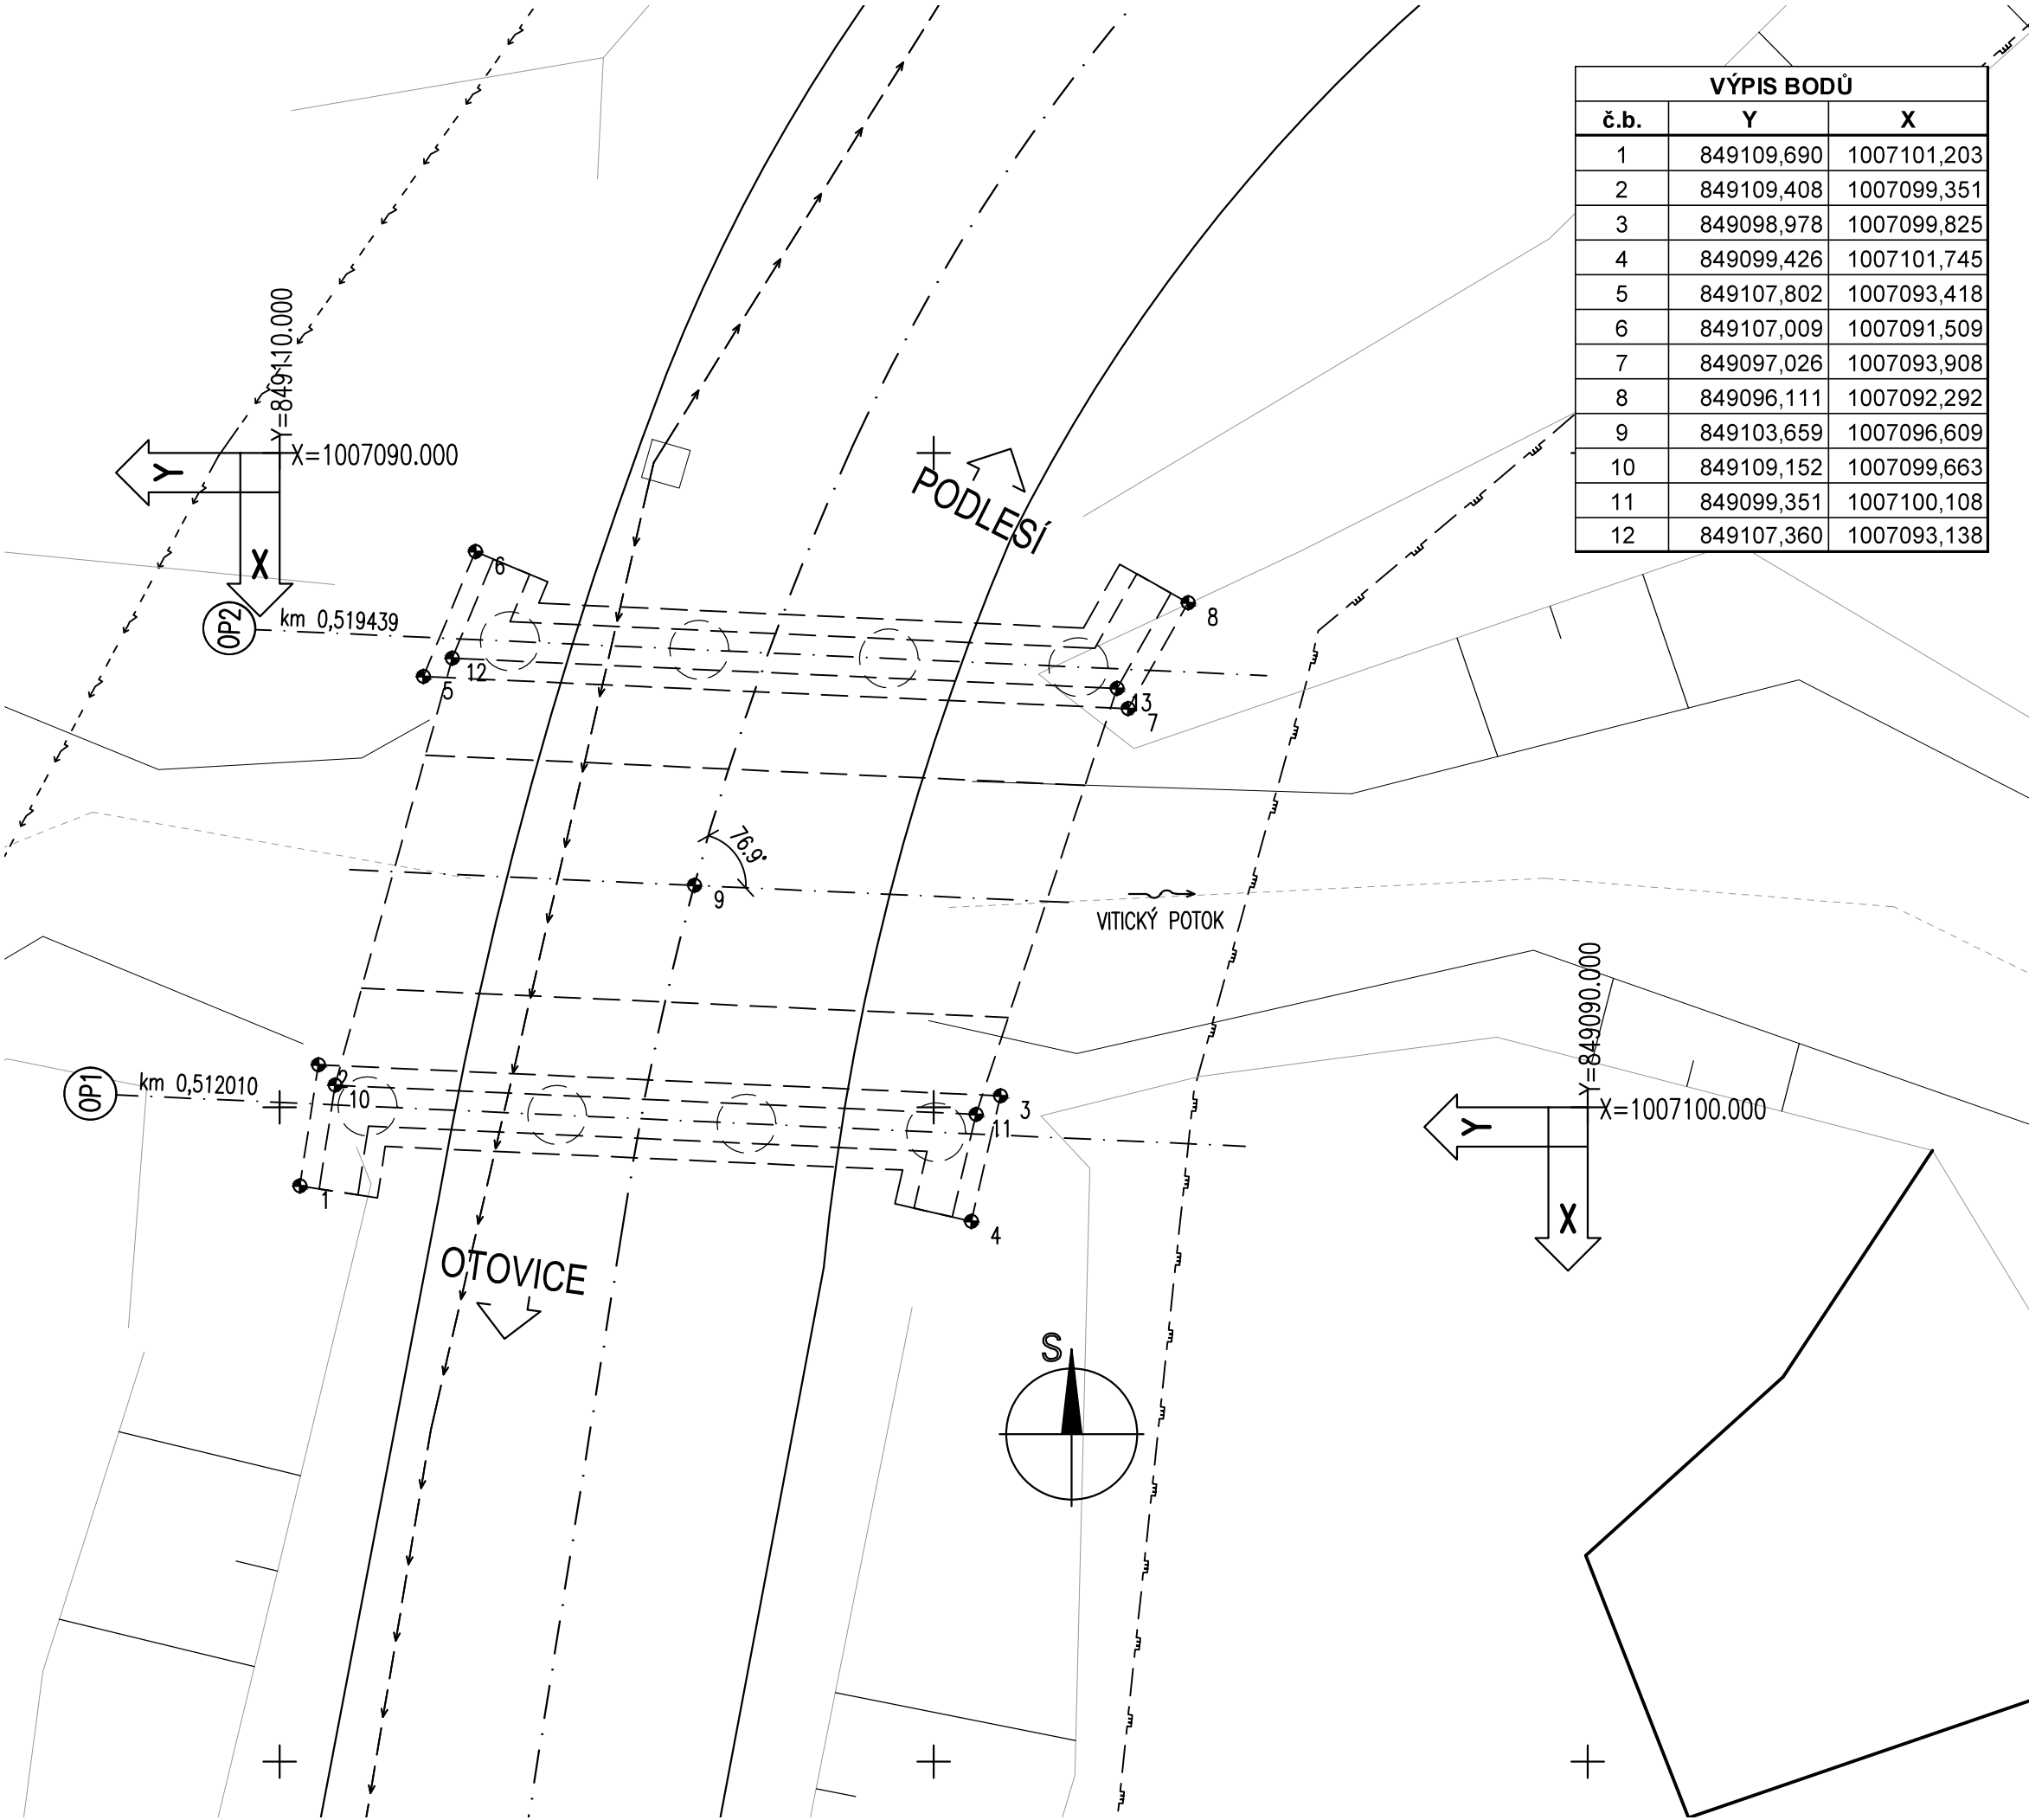 VÝPIS BODŮ
č.b. Y X
1 849109,690 1007101,203
2 849109,408 1007099,351
3 849098,978 1007099,825
4 849099,426 1007101,745
5 849107,802 1007093,418
6 849107,009 1007091,509
7 849097,026 1007093,908
8 849096,111 1007092,292
9 849103,659 1007096,609
10 849109,152 1007099,663
11 849099,351 1007100,108
12 849107,360 1007093,138
Y=849110.000
X=1007090.000
Y
X
PODLESÍ
6
8
OP2
km 0,519439
5
12
13
7
76.9°
9
VITICKÝ POTOK
Y=849090.000
X=1007100.000
Y
X
OP1
km 0,512010
2
10
3
11
1
4
OTOVICE
S